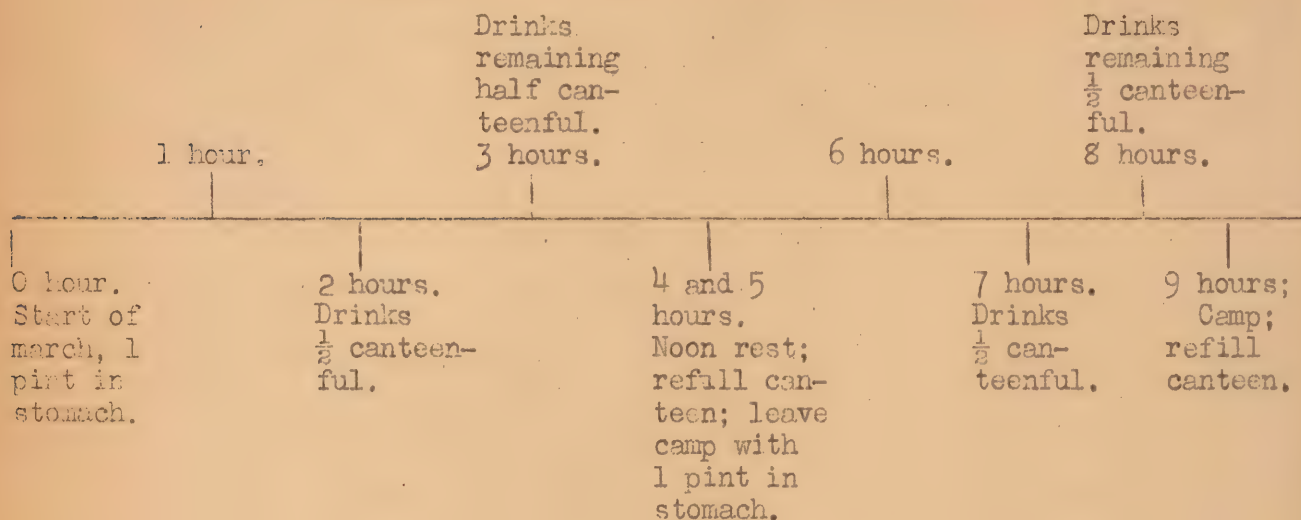 Drinks
remaining
half can-
teenful.
3 hours.
Drinks
remaining
½ canteen-
ful.
8 hours.
1 hour.
6 hours.
0 hour.
Start of
march, 1
pint in
stomach.
2 hours.
Drinks
½ canteen-
ful.
4 and 5
hours.
Noon rest;
refill can-
teen; leave
camp with
1 pint in
stomach.
7 hours.
Drinks
½ can-
teenful.
9 hours;
Camp;
refill
canteen.